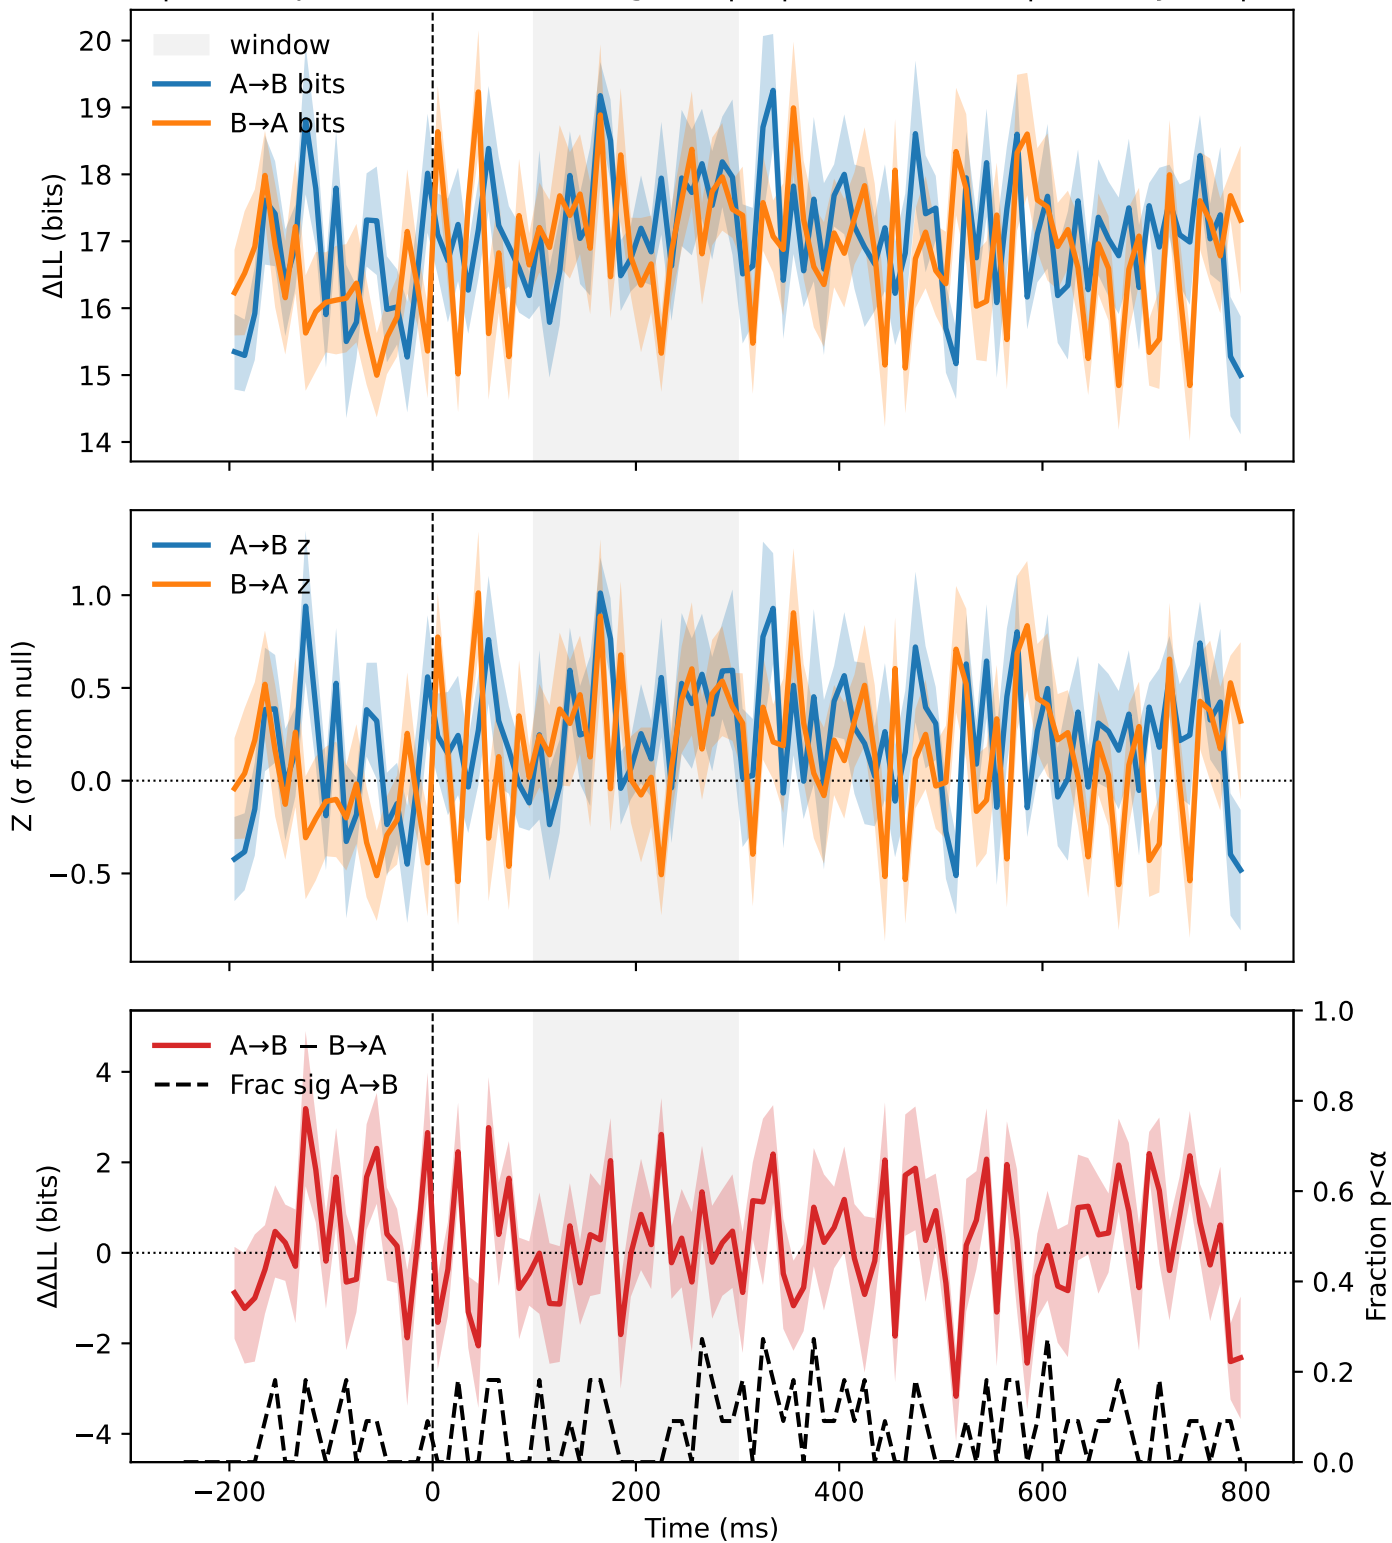 window
A→B bits
B→A bits
ΔLL (bits)
20
19
18
17
16
15
14
A→B z
B→A z
Z (σ from null)
1.0
0.5
0.0
−0.5
A→B − B→A
Frac sig A→B
ΔΔLL (bits)
4
2
0
−2
−4
1.0
0.8
0.6
0.4
0.2
0.0
Fraction p<α
−200
0
200
400
600
800
Time (ms)